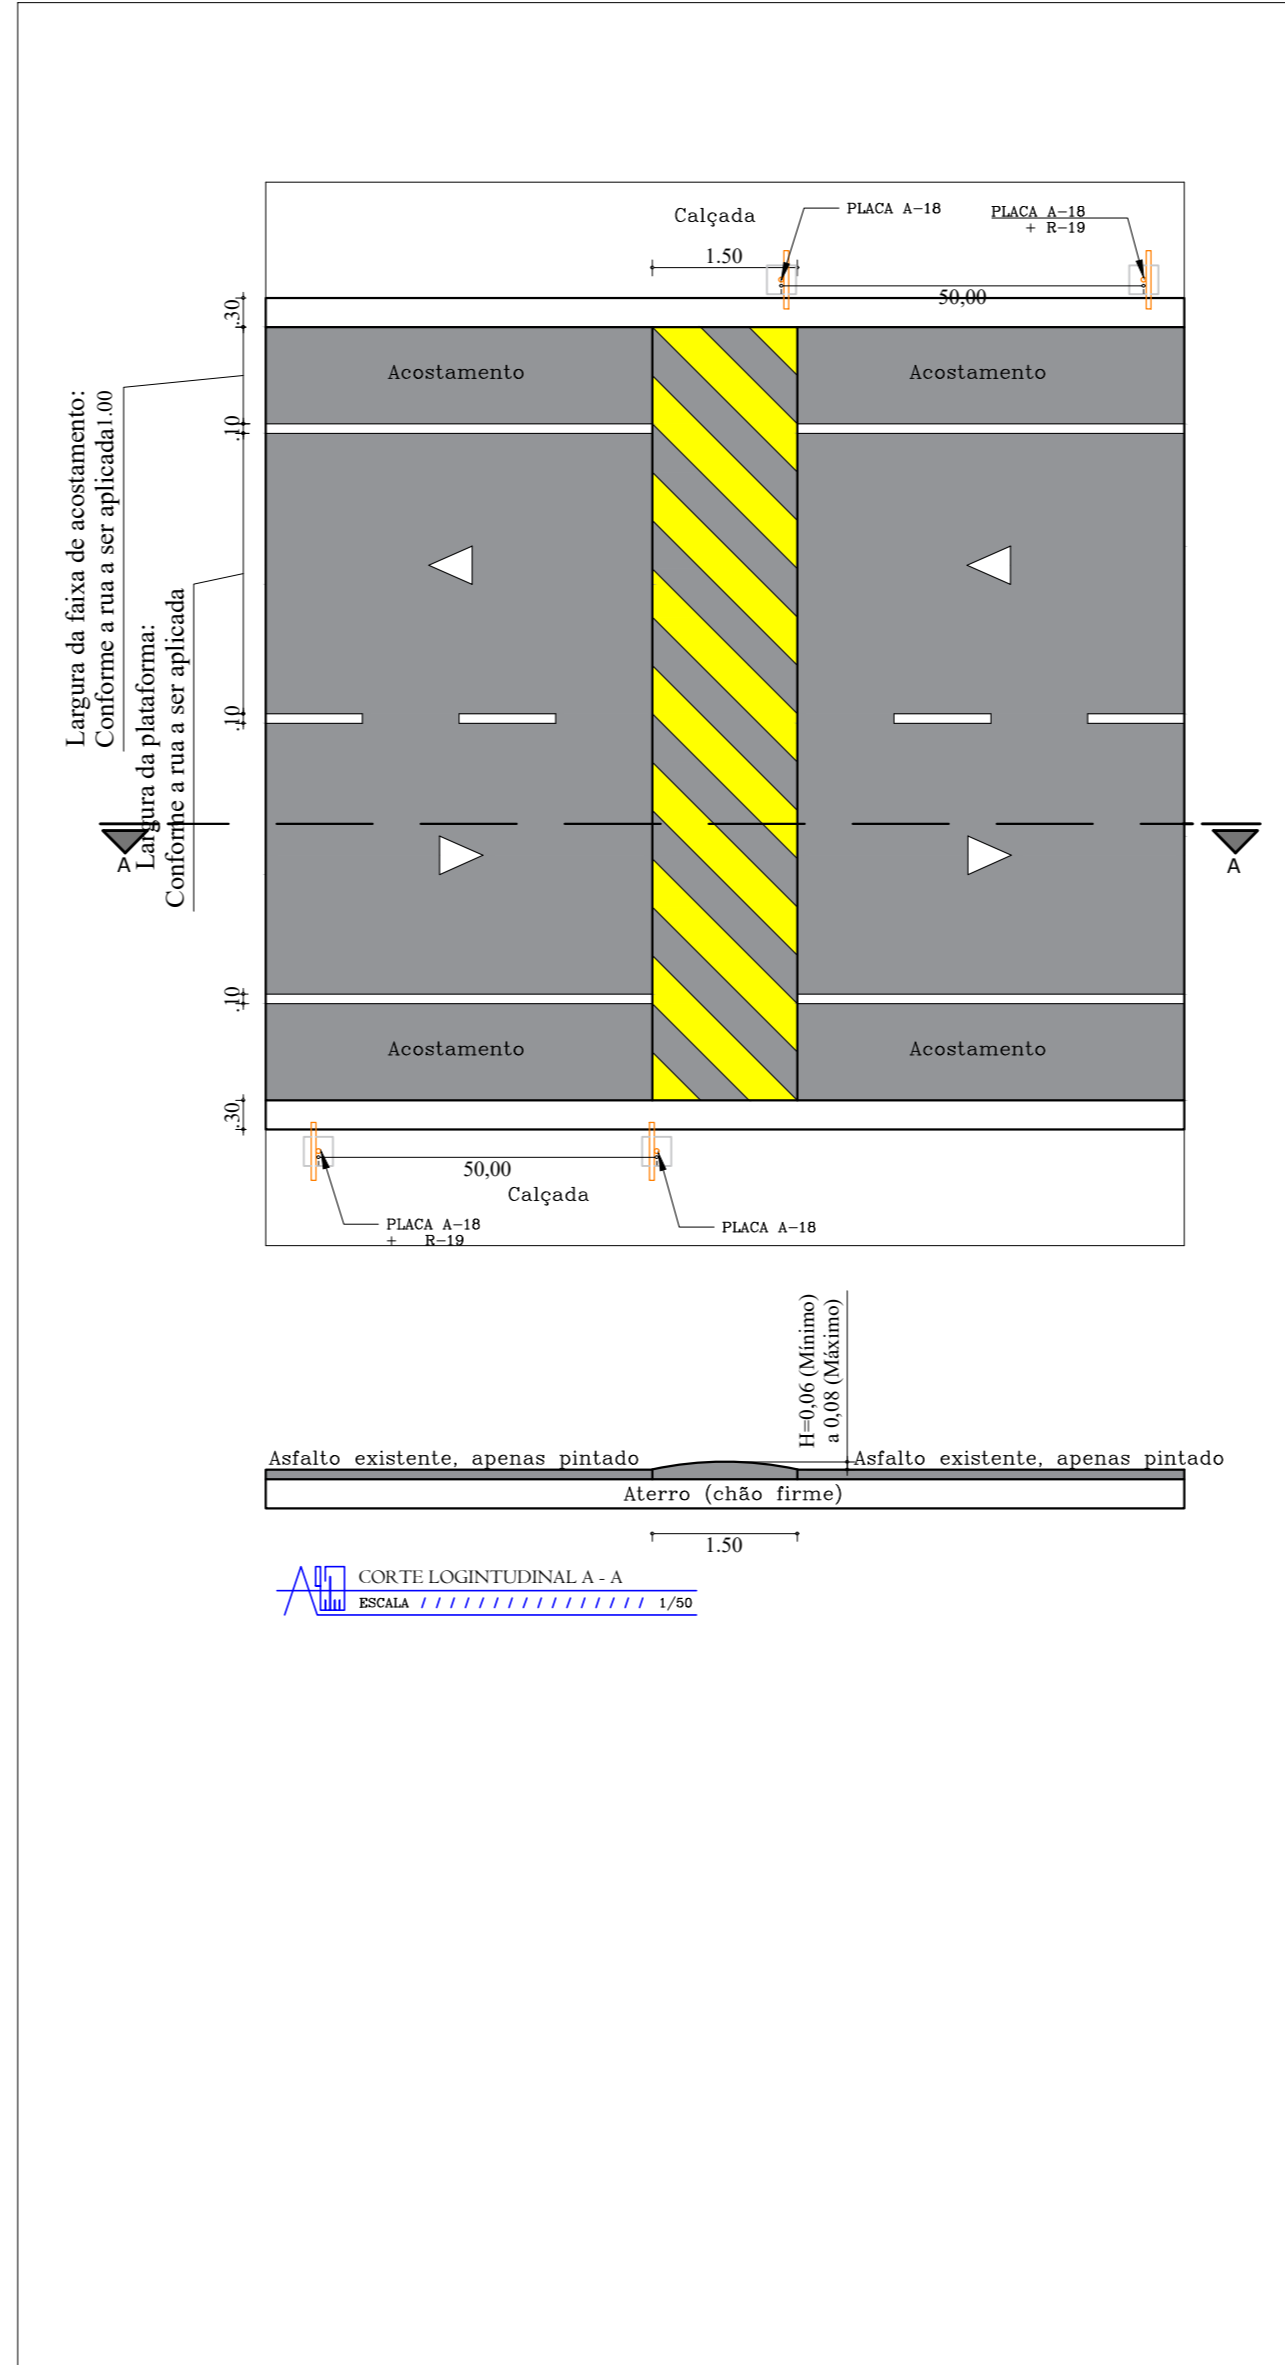 Calçada
PLACA A-18
PLACA A-18
+ R-19
1.50
50,00
.30
Acostamento
Acostamento
.10
Largura da faixa de acostamento:
Conforme a rua a ser aplicada1.00
Largura da plataforma:
Conforme a rua a ser aplicada
.10
A
A
.10
Acostamento
Acostamento
.30
50,00
Calçada
PLACA A-18
+ R-19
PLACA A-18
H=0,06 (Mínimo)
a 0,08 (Máximo)
Asfalto existente, apenas pintado
Asfalto existente, apenas pintado
Aterro (chão firme)
1.50
CORTE LOGINTUDINAL A - A
ESCALA / / / / / / / / / / / / / / / / 1/50